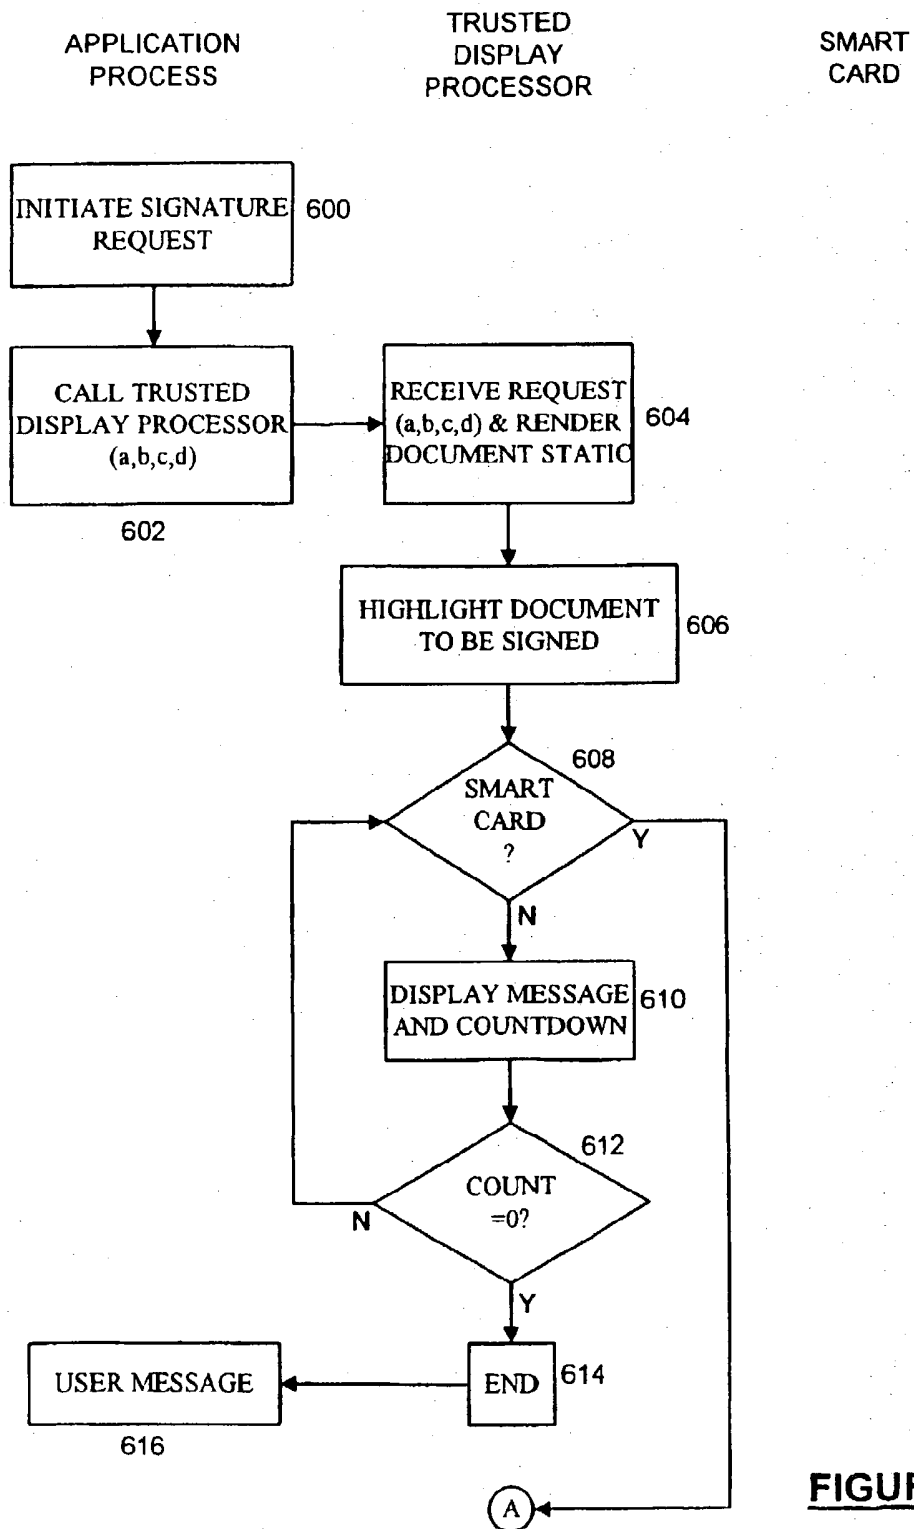 APPLICATION
PROCESS
TRUSTED
DISPLAY
PROCESSOR
SMART
CARD
INITIATE SIGNATURE
REQUEST
600
CALL TRUSTED
DISPLAY PROCESSOR
(a,b,c,d)
602
RECEIVE REQUEST
(a,b,c,d) & RENDER
DOCUMENT STATIC
604
HIGHLIGHT DOCUMENT
TO BE SIGNED
606
608
SMART
CARD
?
Y
N
DISPLAY MESSAGE
AND COUNTDOWN
610
612
COUNT
=0?
N
Y
END
614
USER MESSAGE
616
A
FIGUR